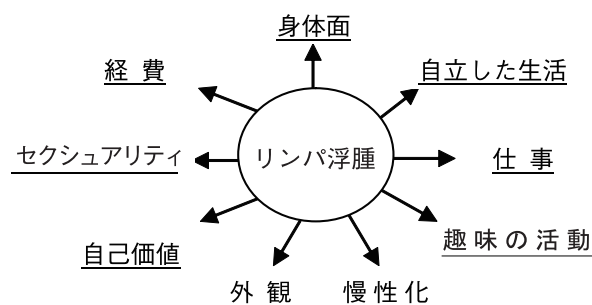 身体面
経費
自立した生活
セクシュアリティ
リンパ浮腫
仕事
自己価値
趣味の活動
外観
慢性化